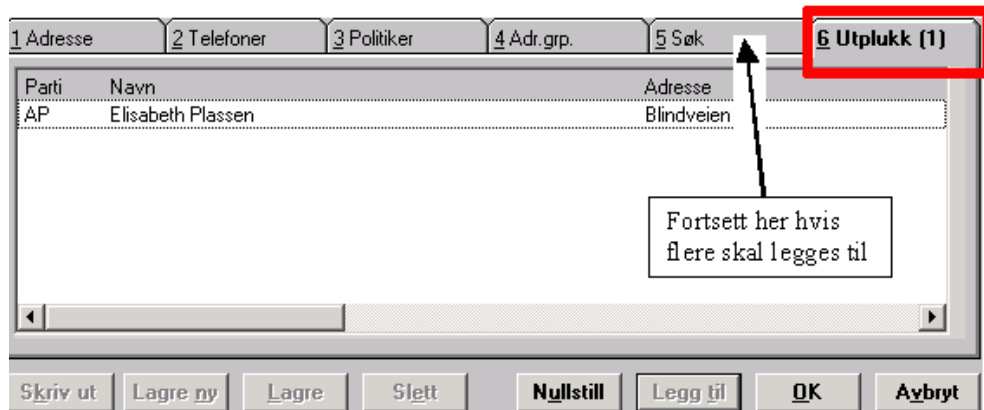 1 Adresse 2 Telefoner 3 Politiker 4 Adr.grp. 5 Søk 6 Utplukk (1)
Parti Navn Adresse
AP Elisabeth Plassen Blindveien
Fortsett her hvis
flere skal legges til
Skriv ut Lagre ny Lagre Slett Nullstill Legg til OK Avbryt